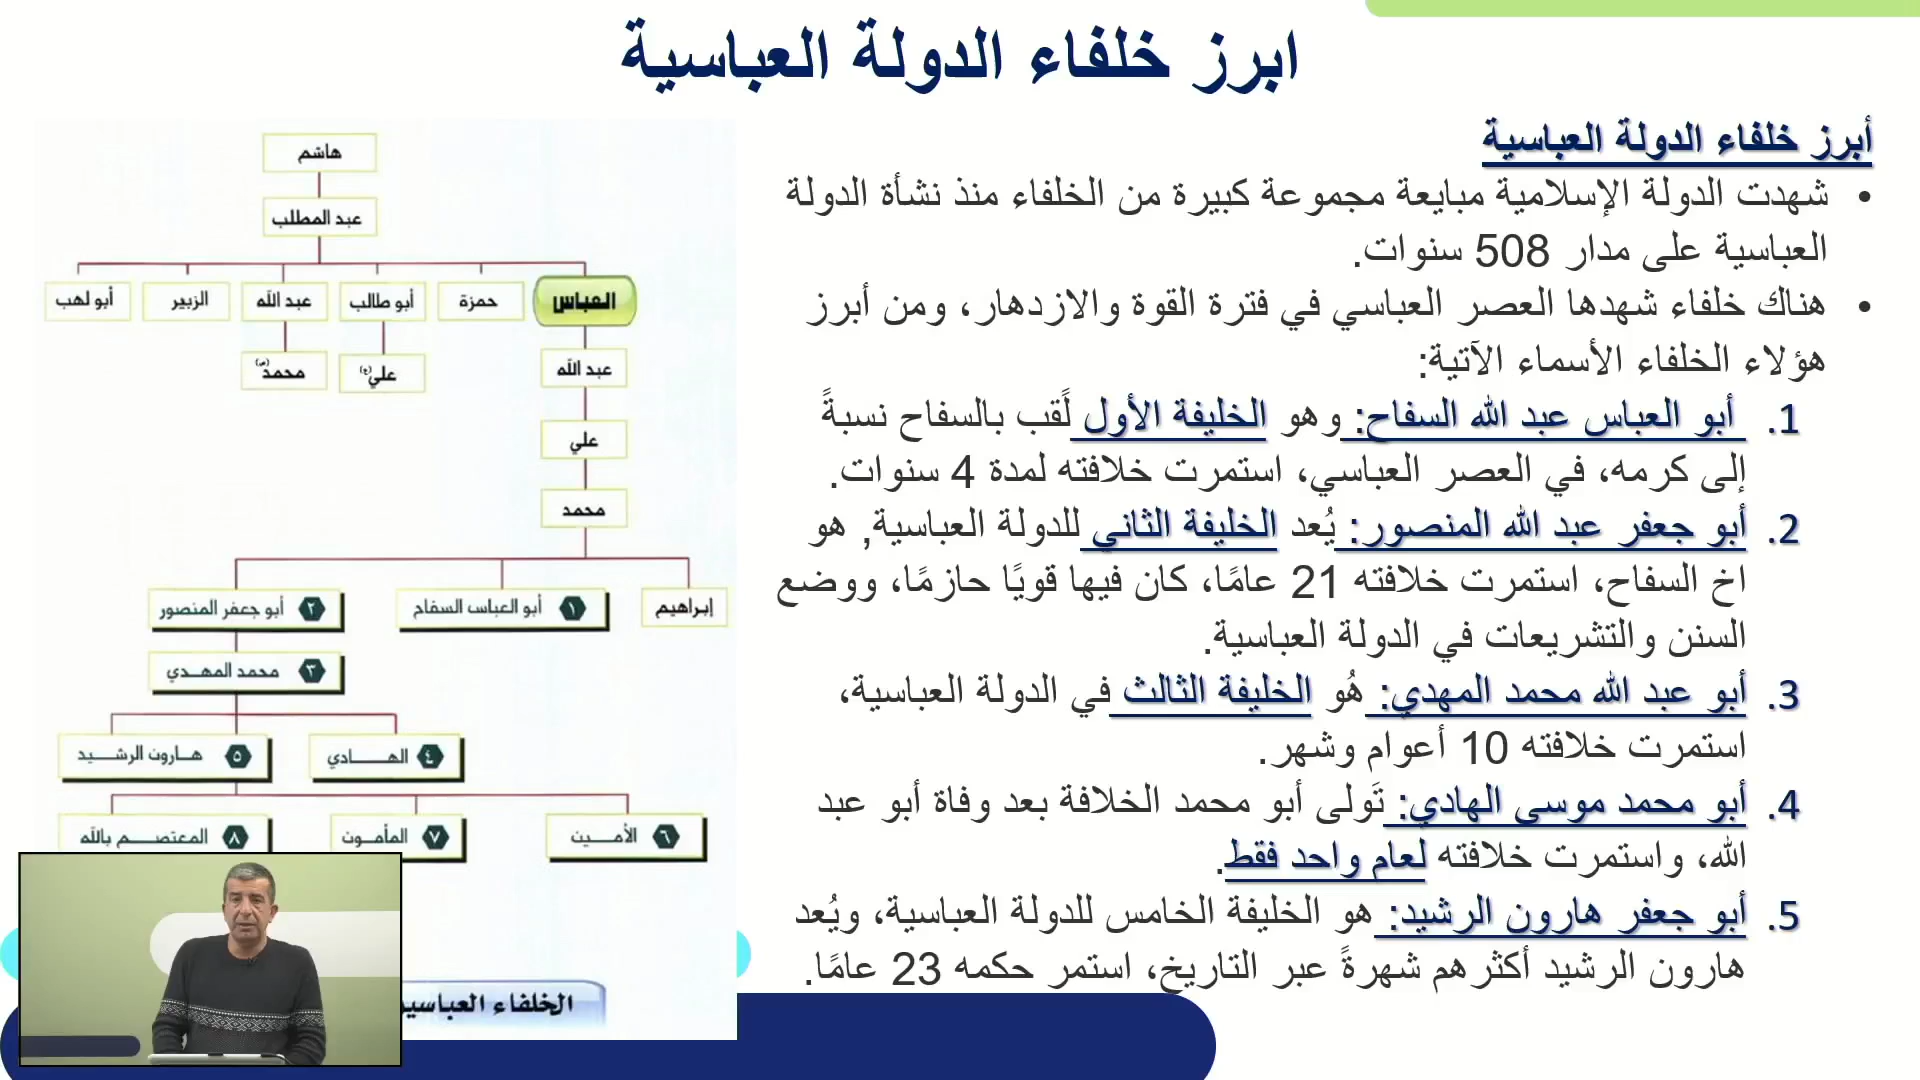 ابرز خلفاء الدولة العباسية
أبرز خلفاء الدولة العباسية
• شهدت الدولة الإسلامية مبايعة مجموعة كبيرة من الخلفاء منذ نشأة الدولة
العباسية على مدار 508 سنوات.
• هناك خلفاء شهدها العصر العباسي في فترة القوة والازدهار، ومن أبرز
هؤلاء الخلفاء الأسماء الآتية:
1. أبو العباس عبد الله السفاح: وهو الخليفة الأول لًقب بالسفاح نسبةً
إلى كرمه، في العصر العباسي، استمرت خلافته لمدة 4 سنوات.
2. أبو جعفر عبد الله المنصور: يُعد الخليفة الثاني للدولة العباسية, هو
اخ السفاح، استمرت خلافته 21 عامًا، كان فيها قويًا حازمًا، ووضع
السنن والتشريعات في الدولة العباسية.
3. أبو عبد الله محمد المهدي: هُو الخليفة الثالث في الدولة العباسية،
استمرت خلافته 10 أعوام وشهر.
4. أبو محمد موسى الهادي: تَولى أبو محمد الخلافة بعد وفاة أبو عبد
الله، واستمرت خلافته لعام واحد فقط.
5. أبو جعفر هارون الرشيد: هو الخليفة الخامس للدولة العباسية، ويُعد
هارون الرشيد أكثرهم شهرةً عبر التاريخ، استمر حكمه 23 عامًا.
هاشم
عبد المطلب
العباس حمزة أبو طالب عبد الله الزبير أبو لهب
عبد الله علي (ع) محمد (ص)
علي
محمد
إبراهيم ١ أبو العباس السفاح ٢ أبو جعفر المنصور
٣ محمد المهدي
٤ الهادي ٥ هارون الرشيد
٦ الأمين ٧ المأمون ٨ المعتصم بالله
الخلفاء